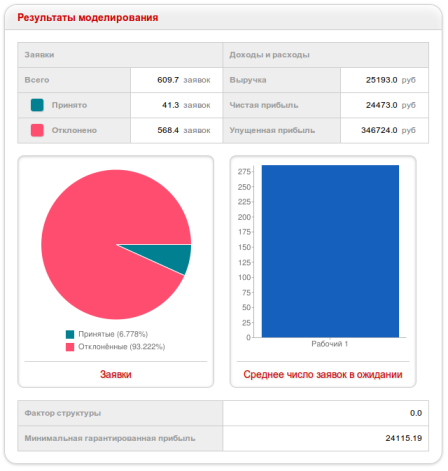 Результаты моделирования
Заявки Доходы и расходы
Всего 609.7 заявок Выручка 25193.0 руб
Принято 41.3 заявок Чистая прибыль 24473.0 руб
Отклонено 568.4 заявок Упущенная прибыль 346724.0 руб
275
250
225
200
175
150
125
100
75
50
25
0
Рабочий 1
Принятые (6.778%)
Отклонённые (93.222%)
Заявки
Среднее число заявок в ожидании
Фактор структуры 0.0
Минимальная гарантированная прибыль 24115.19